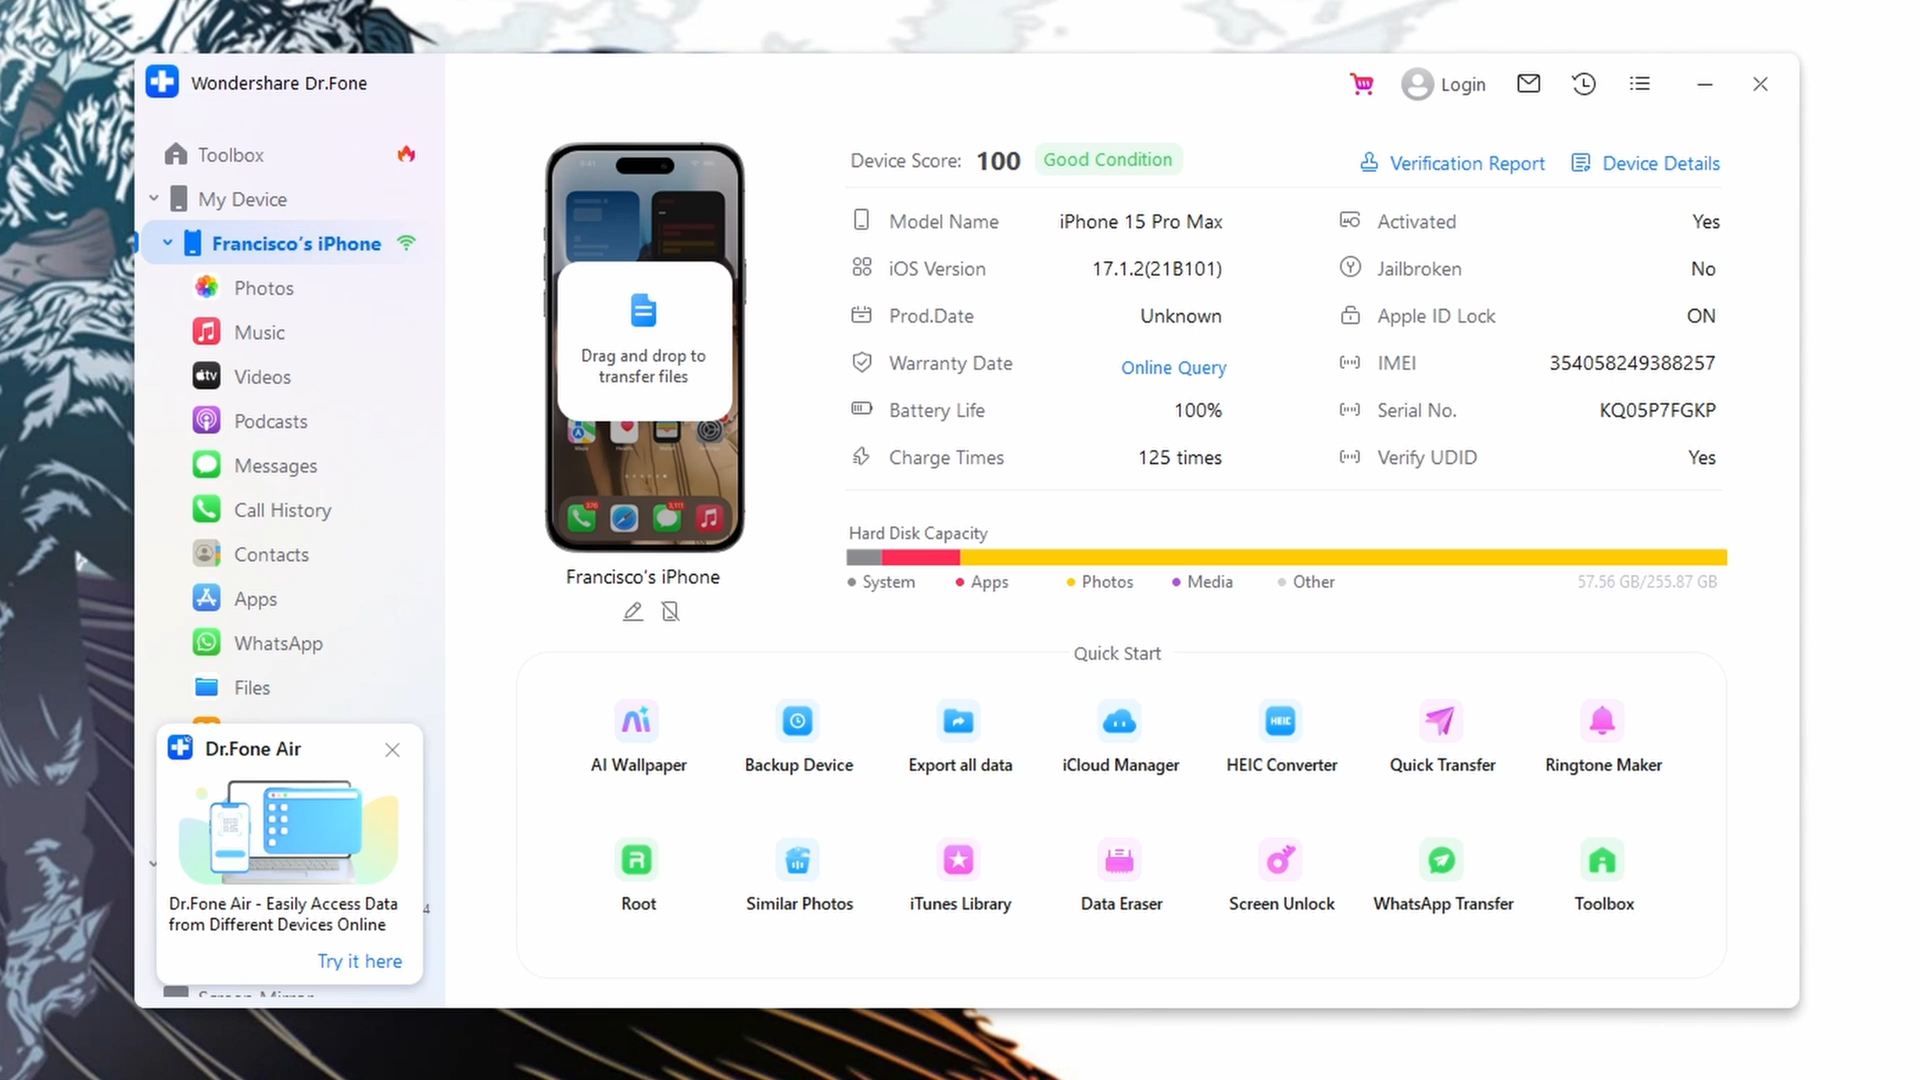 Wondershare Dr.Fone
Login
Toolbox
My Device
Francisco's iPhone
Photos
Music
tv
Videos
Podcasts
Messages
Call History
Contacts
Apps
WhatsApp
Files
Dr.Fone Air
Dr.Fone Air - Easily Access Data
from Different Devices Online
Try it here
4
Screen Mirror
9:41
Drag and drop to
transfer files
Francisco's iPhone
Device Score: 100 Good Condition
Verification Report Device Details
Model Name iPhone 15 Pro Max Activated Yes
iOS Version 17.1.2(21B101) Jailbroken No
Prod.Date Unknown Apple ID Lock ON
Warranty Date Online Query IMEI 354058249388257
Battery Life 100% Serial No. KQ05P7FGKP
Charge Times 125 times Verify UDID Yes
Hard Disk Capacity
System Apps Photos Media Other 57.56 GB/255.87 GB
Quick Start
HEIC
AI Wallpaper Backup Device Export all data iCloud Manager HEIC Converter Quick Transfer Ringtone Maker
Root Similar Photos iTunes Library Data Eraser Screen Unlock WhatsApp Transfer Toolbox